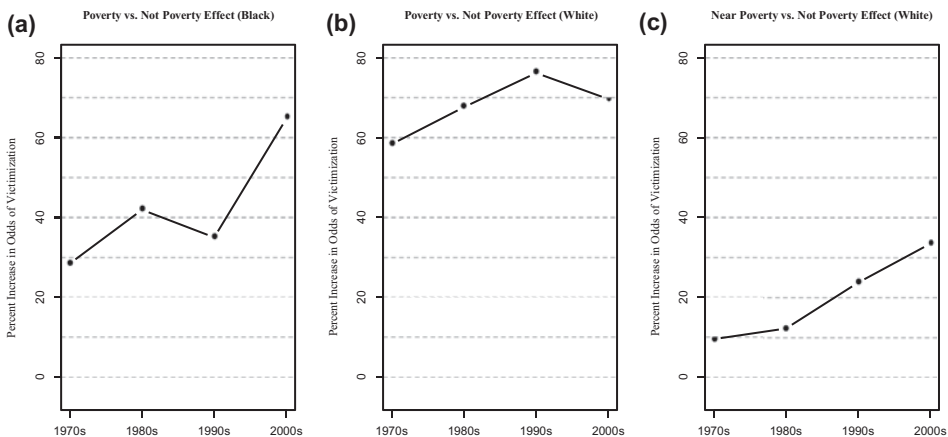 (a)
Poverty vs. Not Poverty Effect (Black)
Percent Increase in Odds of Victimization
80
60
40
20
0
1970s 1980s 1990s 2000s
(b)
Poverty vs. Not Poverty Effect (White)
Percent Increase in Odds of Victimization
80
60
40
20
0
1970s 1980s 1990s 2000s
(c)
Near Poverty vs. Not Poverty Effect (White)
Percent Increase in Odds of Victimization
80
60
40
20
0
1970s 1980s 1990s 2000s